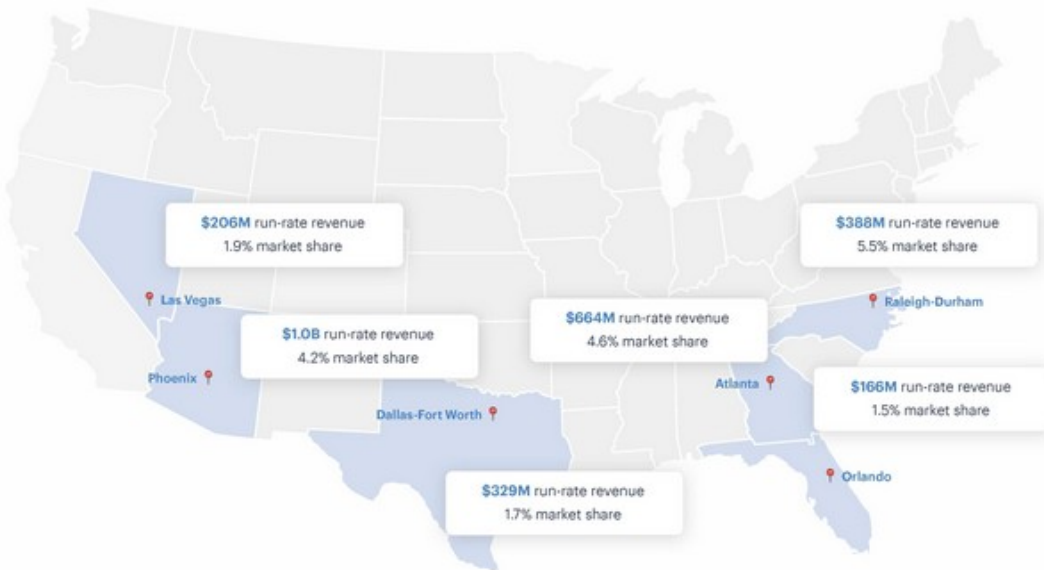 $206M run-rate revenue
1.9% market share
Las Vegas
$388M run-rate revenue
5.5% market share
Raleigh-Durham
$1.0B run-rate revenue
4.2% market share
Phoenix
$664M run-rate revenue
4.6% market share
Atlanta
$166M run-rate revenue
1.5% market share
Orlando
Dallas-Fort Worth
$329M run-rate revenue
1.7% market share